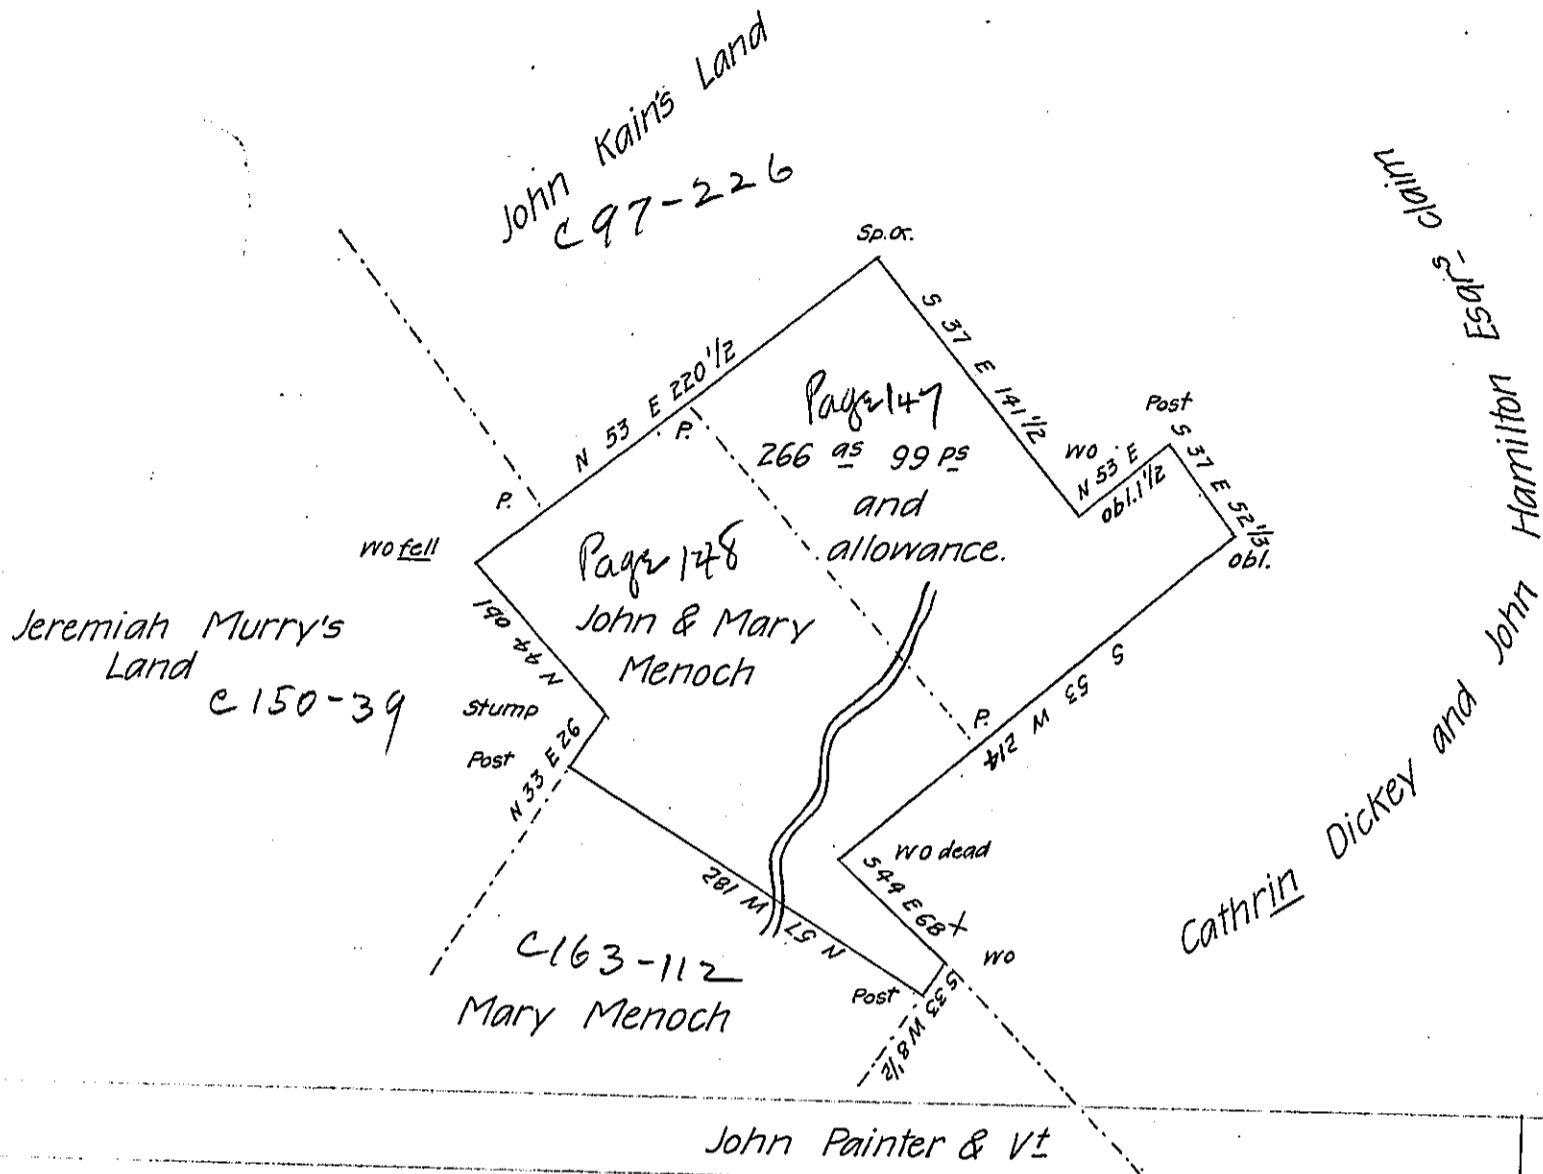 John Kain's Land
C97-226
Sp.or.
S 37 E 141 1/2
N 53 E 220 1/2
P.
P.
Page 147
266 as 99 Ps
and
allowance.
Post
WO
N 53 E
obl. 1 1/2
S 37 E 52 1/3
obl.
WO fell
Page 148
John & Mary
Menoch
Jeremiah Murry's
Land
C150-39
N 44 obl
Stump
Post
N 33 E 26
P.
S 53 W 214
WO dead
S 44 E 68 X
WO
N 57 W 182
Post
S 33 W 8 1/2
C163-112
Mary Menoch
Cathrin Dickey and John Hamilton Esqr's claim
John Painter & Vt